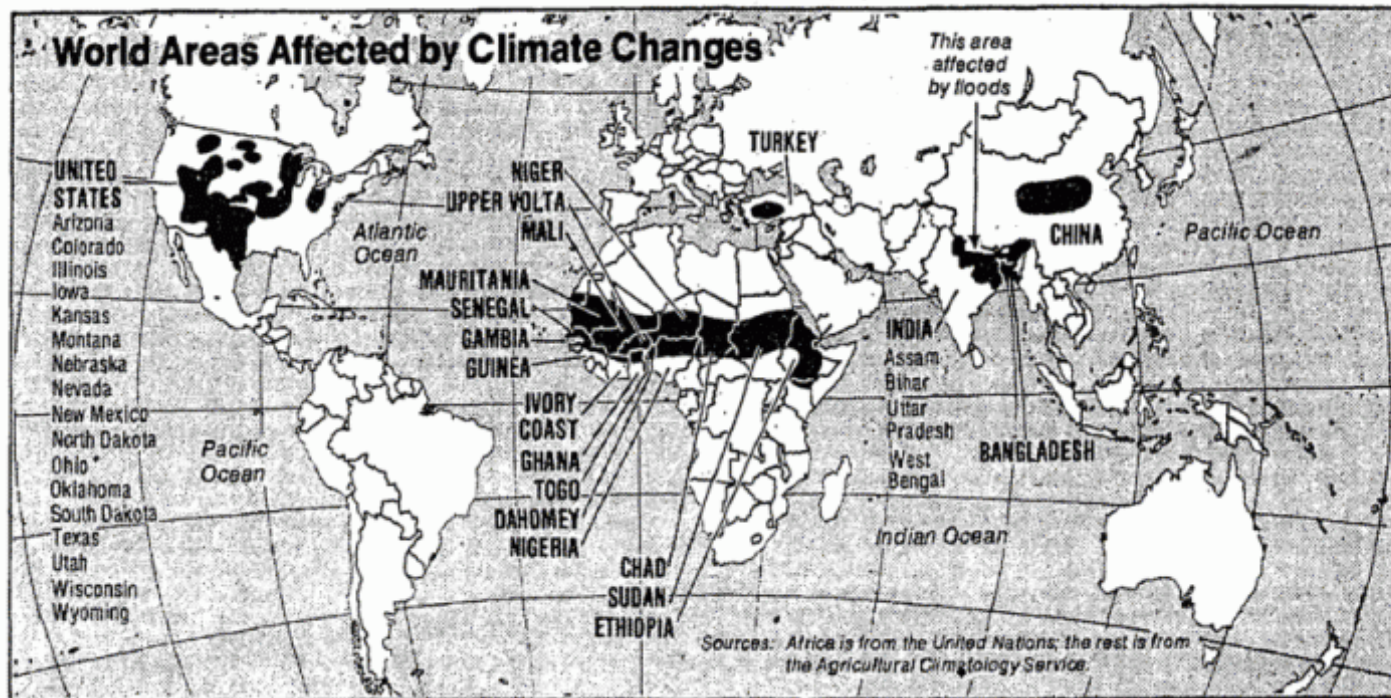 World Areas Affected by Climate Changes
This area
affected
by floods
UNITED
STATES
Arizona
Colorado
Illinois
Iowa
Kansas
Montana
Nebraska
Nevada
New Mexico
North Dakota
Ohio
Oklahoma
South Dakota
Texas
Utah
Wisconsin
Wyoming
Atlantic
Ocean
Pacific
Ocean
NIGER
UPPER VOLTA
MALI
MAURITANIA
SENEGAL
GAMBIA
GUINEA
IVORY
COAST
GHANA
TOGO
DAHOMEY
NIGERIA
CHAD
SUDAN
ETHIOPIA
TURKEY
CHINA
Pacific Ocean
INDIA
Assam
Bihar
Uttar
Pradesh
West
Bengal
BANGLADESH
Indian Ocean
Sources: Africa is from the United Nations; the rest is from
the Agricultural Climatology Service.